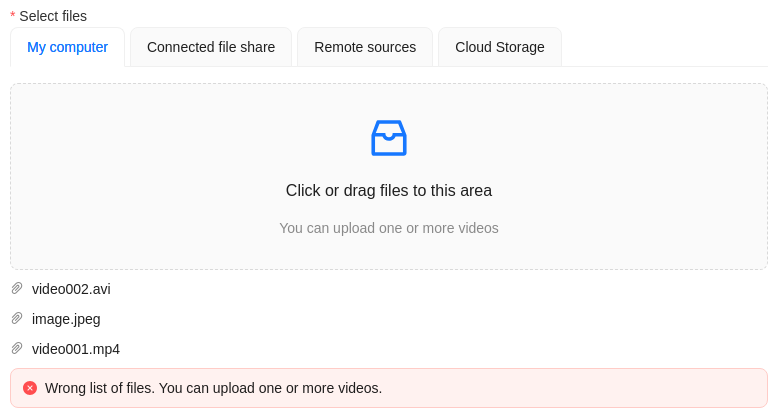 * Select files
My computer
Connected file share
Remote sources
Cloud Storage
Click or drag files to this area
You can upload one or more videos
video002.avi
image.jpeg
video001.mp4
Wrong list of files. You can upload one or more videos.